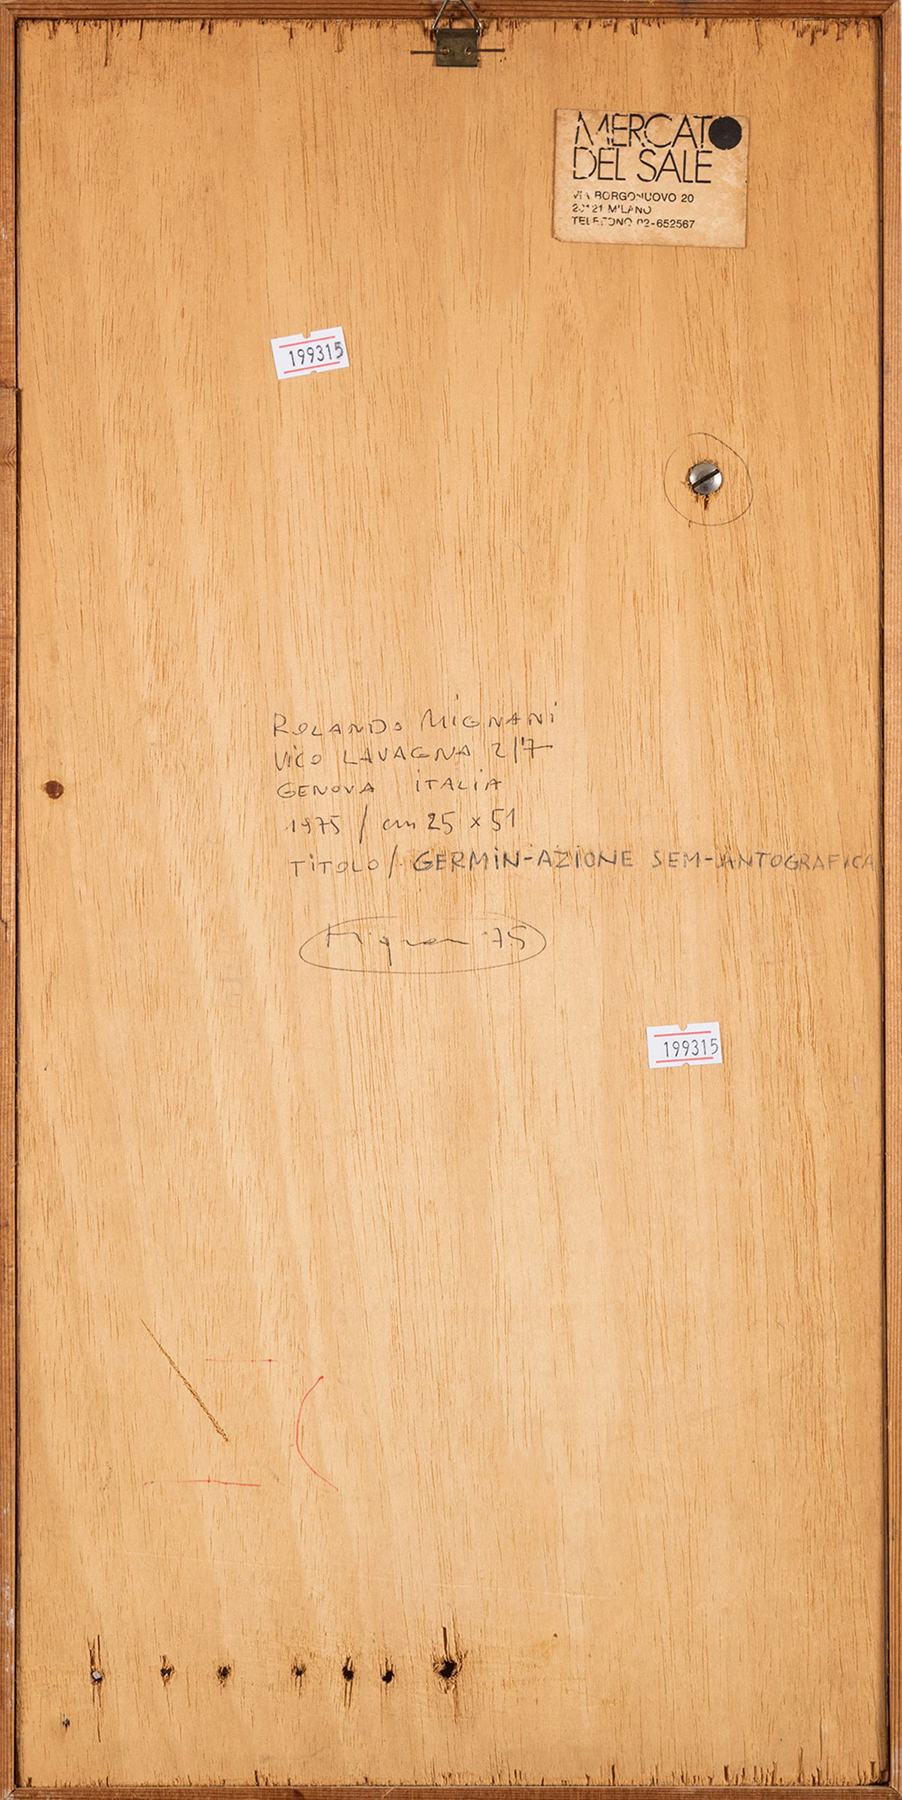 MERCATO
DEL SALE
VIA BORGONUOVO 20
20121 MILANO
TELEFONO 02-652567
199315
ROLANDO MIGNANI
VICO LAVAGNA 2/7
GENOVA ITALIA
1975 / cm 25 x 51
TITOLO / GERMIN-AZIONE SEM-ANTOGRAFICA
Mignani '75
199315